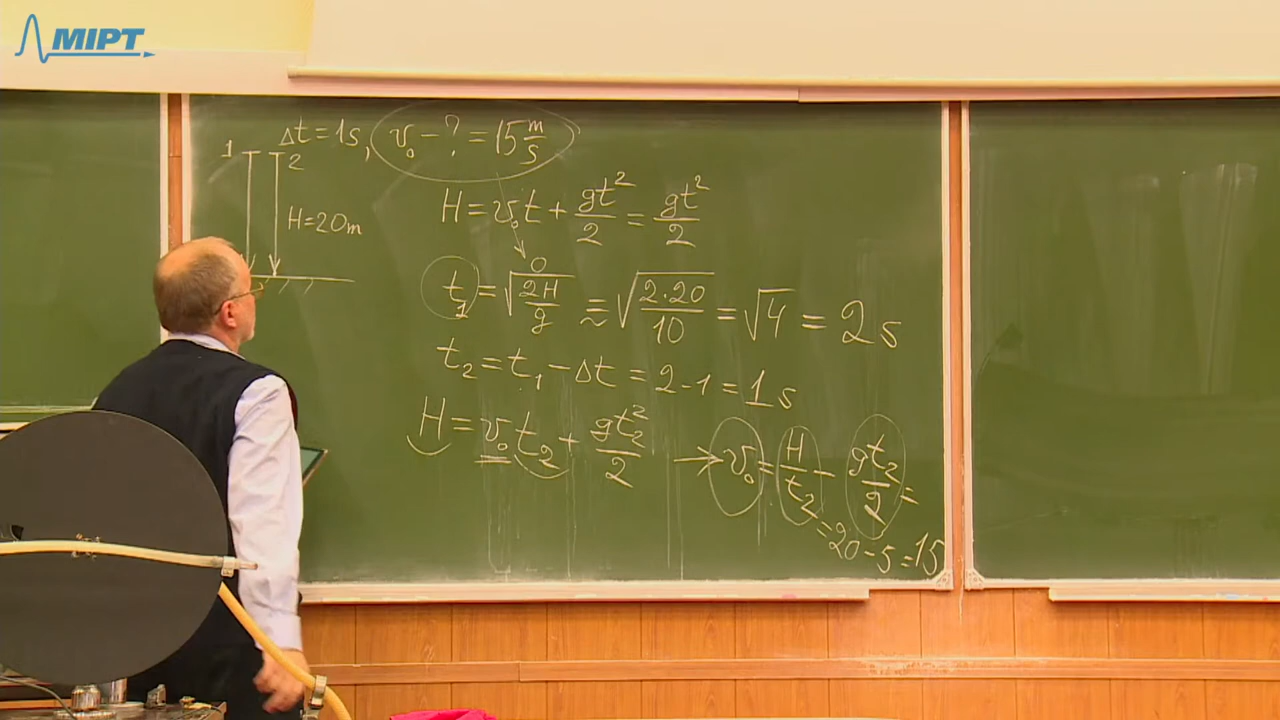 MIPT
Δt = 1s, v₀ - ? = 15 m/s
1 2
H = 20m
H = v₀t + gt²/2 = gt²/2
0
t₁ = √(2H/g) ≈ √(2·20/10) = √4 = 2 s
t₂ = t₁ - Δt = 2 - 1 = 1 s
H = v₀t₂ + gt₂²/2 → v₀ = H/t₂ - gt₂/2 =
= 20 - 5 = 15